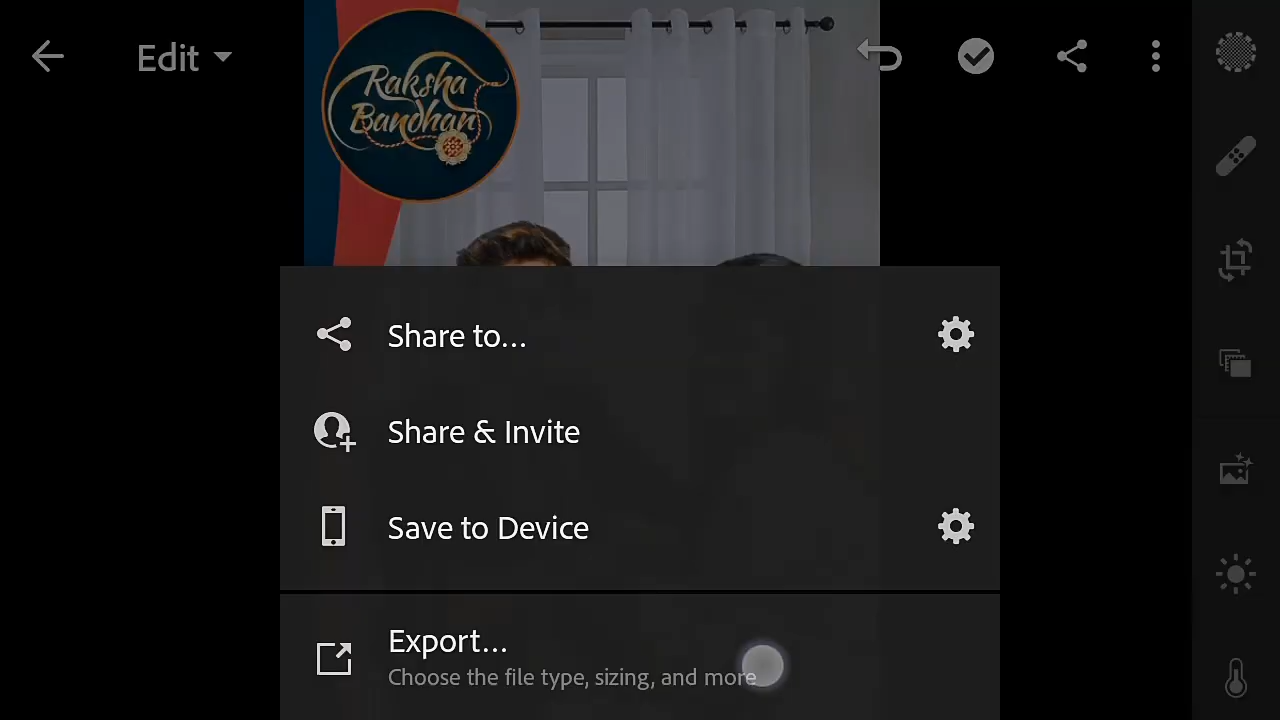 Edit
Raksha
Bandhan
Share to...
Share & Invite
Save to Device
Export...
Choose the file type, sizing, and more